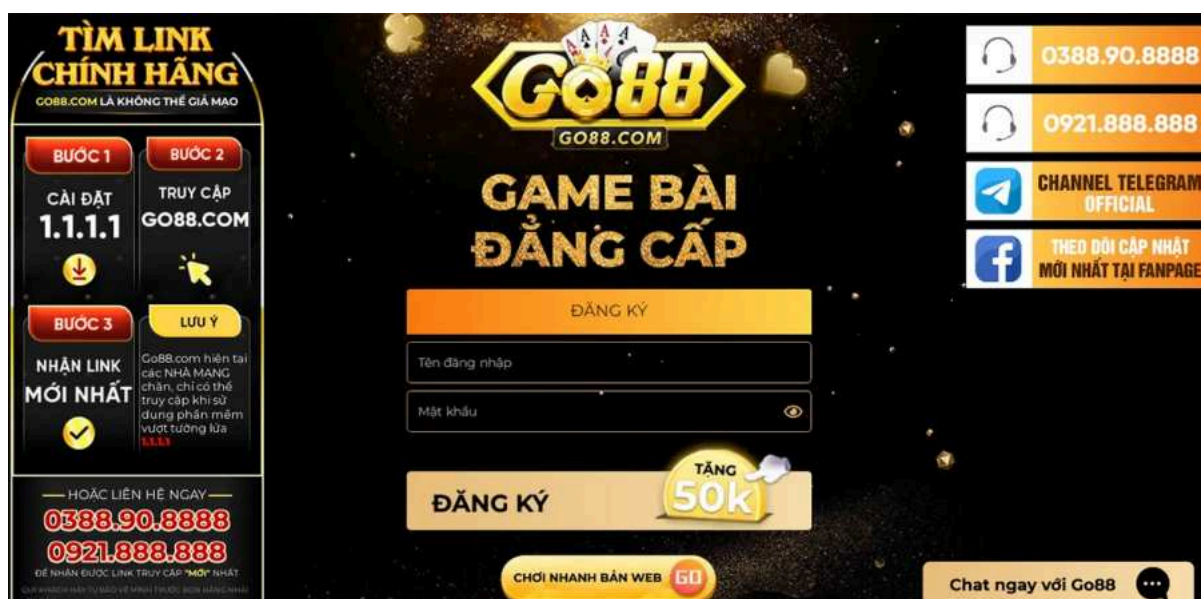 TÌM LINK
CHÍNH HÃNG
GO88.COM LÀ KHÔNG THỂ GIẢ MẠO
BƯỚC 1
CÀI ĐẶT
1.1.1.1
BƯỚC 2
TRUY CẬP
GO88.COM
BƯỚC 3
NHẬN LINK
MỚI NHẤT
LƯU Ý
Go88.com hiện tại
các NHÀ MẠNG
chặn, chỉ có thể
truy cập khi sử
dụng phần mềm
vượt tường lửa
1.1.1.1
HOẶC LIÊN HỆ NGAY
0388.90.8888
0921.888.888
ĐỂ NHẬN ĐƯỢC LINK TRUY CẬP "MỚI" NHẤT
GO88
GO88.COM
GAME BÀI
ĐẲNG CẤP
ĐĂNG KÝ
Tên đăng nhập
Mật khẩu
ĐĂNG KÝ
TẶNG
50k
CHƠI NHANH BẢN WEB GO
0388.90.8888
0921.888.888
CHANNEL TELEGRAM
OFFICIAL
THEO DÕI CẬP NHẬT
MỚI NHẤT TẠI FANPAGE
Chat ngay với Go88